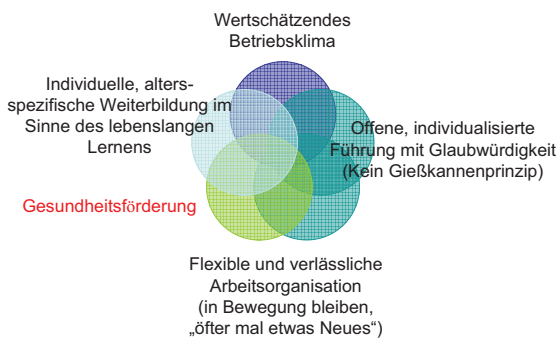 Wertschätzendes
Betriebsklima
Individuelle, alters-
spezifische Weiterbildung im
Sinne des lebenslangen
Lernens
Offene, individualisierte
Führung mit Glaubwürdigkeit
(Kein Gießkannenprinzip)
Gesundheitsförderung
Flexible und verlässliche
Arbeitsorganisation
(in Bewegung bleiben,
„öfter mal etwas Neues“)